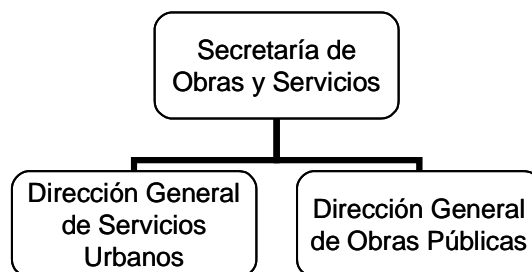 Secretaría de
Obras y Servicios
Dirección General
de Servicios
Urbanos
Dirección General
de Obras Públicas